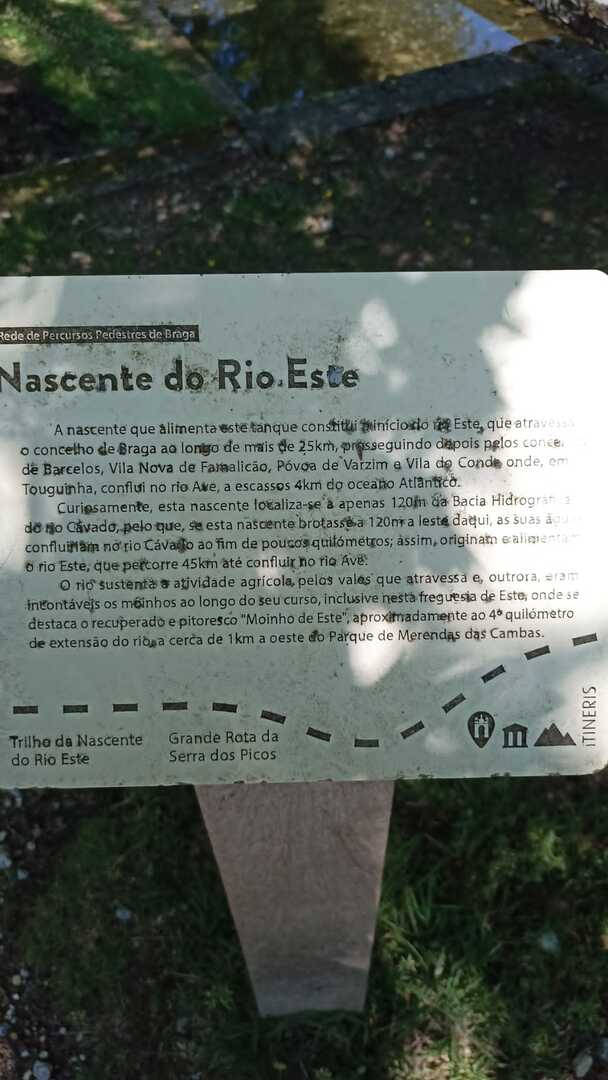 Rede de Percursos Pedestres de Braga
Nascente do Rio Este
A nascente que alimenta este tanque constitui o início do rio Este, que atravessa
o concelho de Braga ao longo de mais de 25km, prosseguindo depois pelos
de Barcelos, Vila Nova de Famalicão, Póvoa de Varzim e Vila do Conde onde, em
Touguinha, conflui no rio Ave, a escassos 4km do oceano Atlântico.
Curiosamente, esta nascente localiza-se a apenas 120m da Bacia Hidrográfica
do rio Cávado, pelo que, se esta nascente brotasse a 120m a leste daqui, as suas
confluiriam no rio Cávado ao fim de poucos quilómetros; assim, originam e alimentam
o rio Este, que percorre 45km até confluir no rio Ave.
O rio sustenta a atividade agrícola, pelos vales que atravessa e, outrora, eram
incontáveis os moinhos ao longo do seu curso, inclusive nesta freguesia de Este, onde se
destaca o recuperado e pitoresco "Moinho de Este", aproximadamente ao 4º quilómetro
de extensão do rio, a cerca de 1km a oeste do Parque de Merendas das Cambas.
Trilho da Nascente
do Rio Este
Grande Rota da
Serra dos Picos
iTINERIS